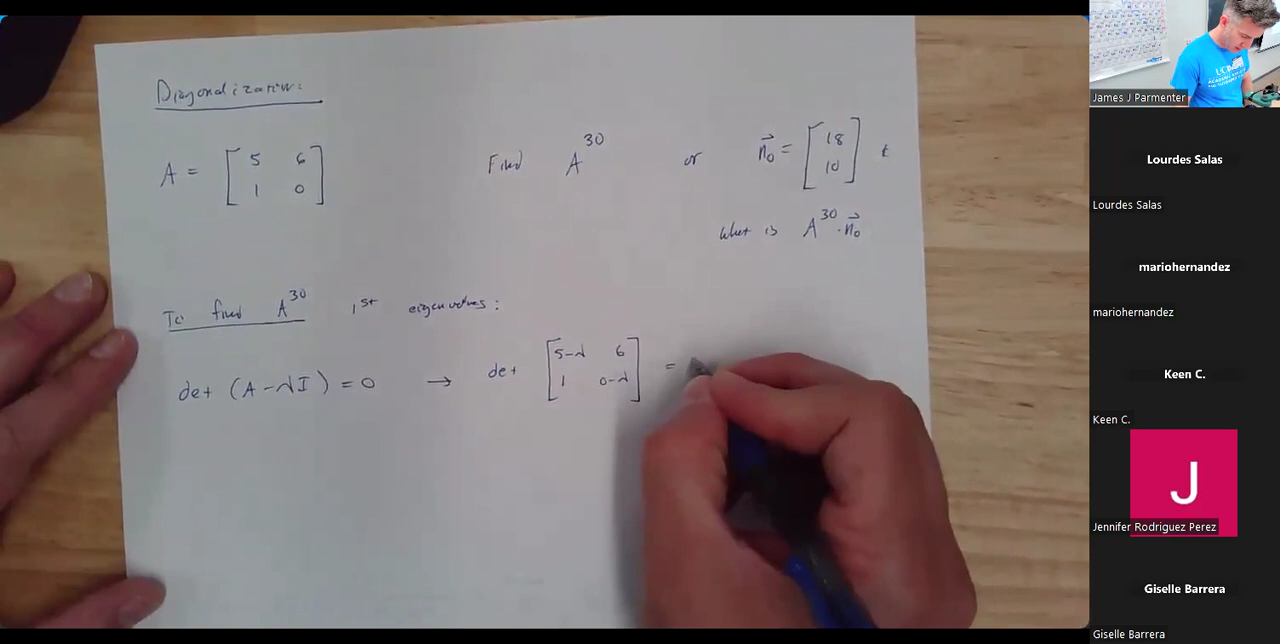 Diagonalization:
A = [5 6; 1 0]
Find A^30 or n⃗₀ = [18; 10] &
What is A^30 · n⃗₀
To find A^30 1st eigenvalues:
det (A-λI) = 0 → det [5-λ 6; 1 0-λ] =
James J Parmenter
Lourdes Salas
Lourdes Salas
mariohernandez
mariohernandez
Keen C.
Keen C.
J
Jennifer Rodriguez Perez
Giselle Barrera
Giselle Barrera